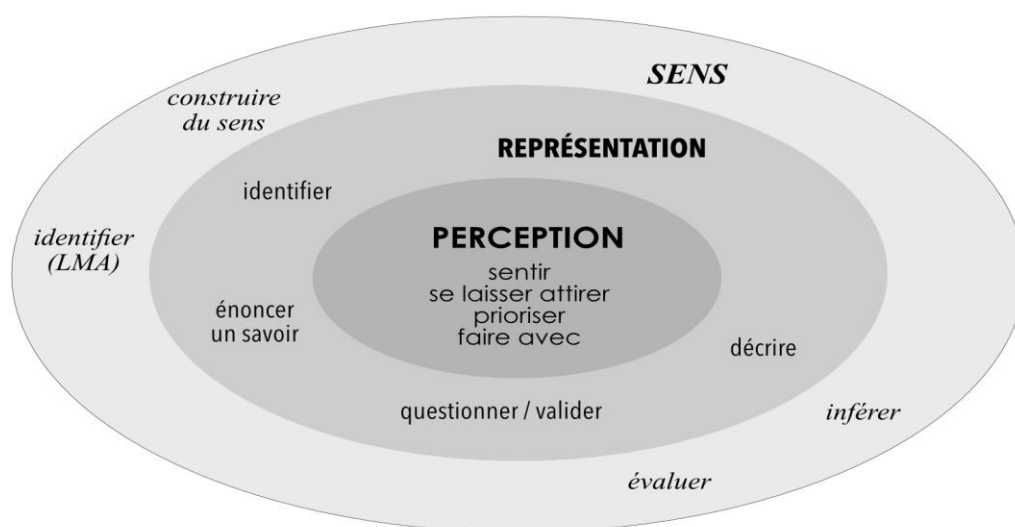 SENS
construire
du sens
REPRÉSENTATION
identifier
PERCEPTION
identifier
(LMA)
sentir
se laisser attirer
prioriser
faire avec
énoncer
un savoir
décrire
questionner / valider
inférer
évaluer